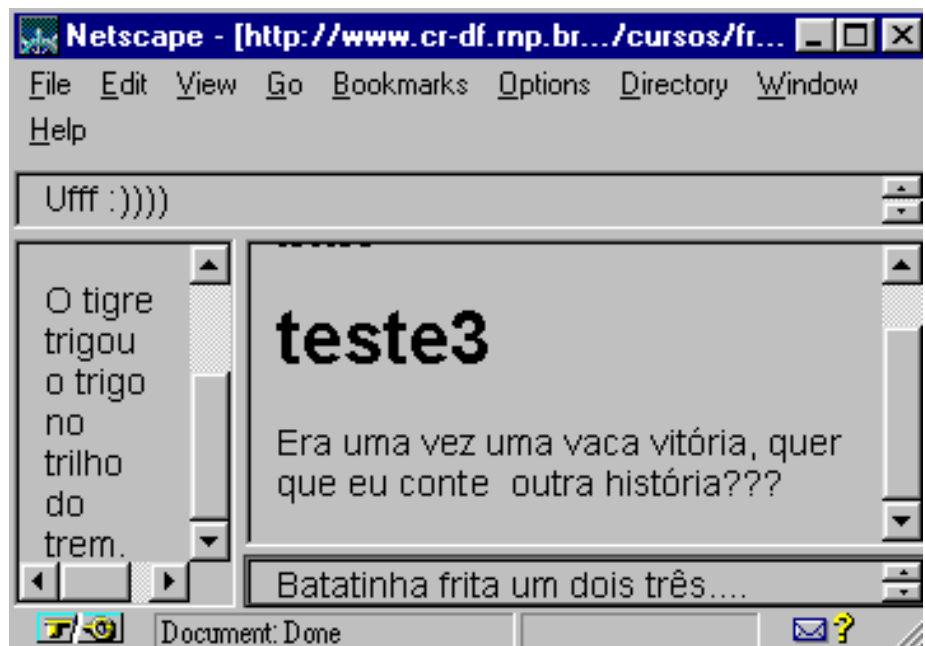 Netscape - [http://www.cr-df.rnp.br.../cursos/fr...
File Edit View Go Bookmarks Options Directory Window
Help
Ufff :))))
O tigre
trigou
o trigo
no
trilho
do
trem.
teste3
Era uma vez uma vaca vitória, quer
que eu conte outra história???
Batatinha frita um dois três....
Document: Done